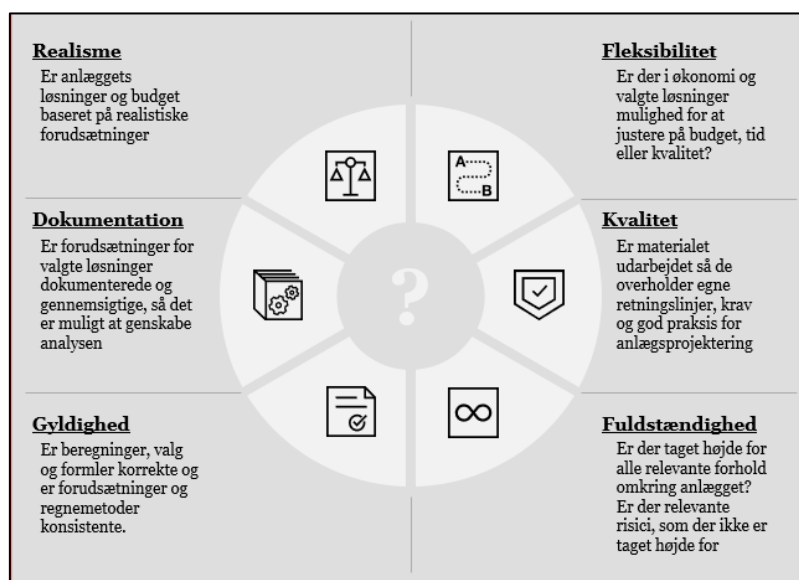 Realisme
Er anlæggets
løsninger og budget
baseret på realistiske
forudsætninger
Fleksibilitet
Er der i økonomi og
valgte løsninger
mulighed for at
justere på budget, tid
eller kvalitet?
A
B
Dokumentation
Er forudsætninger for
valgte løsninger
dokumenterede og
gennemsigtige, så det
er muligt at genskabe
analysen
?
Kvalitet
Er materialet
udarbejdet så de
overholder egne
retningslinjer, krav
og god praksis for
anlægsprojektering
Gyldighed
Er beregninger, valg
og formler korrekte og
er forudsætninger og
regnemetoder
konsistente.
Fuldstændighed
Er der taget højde for
alle relevante forhold
omkring anlægget?
Er der relevante
risici, som der ikke er
taget højde for